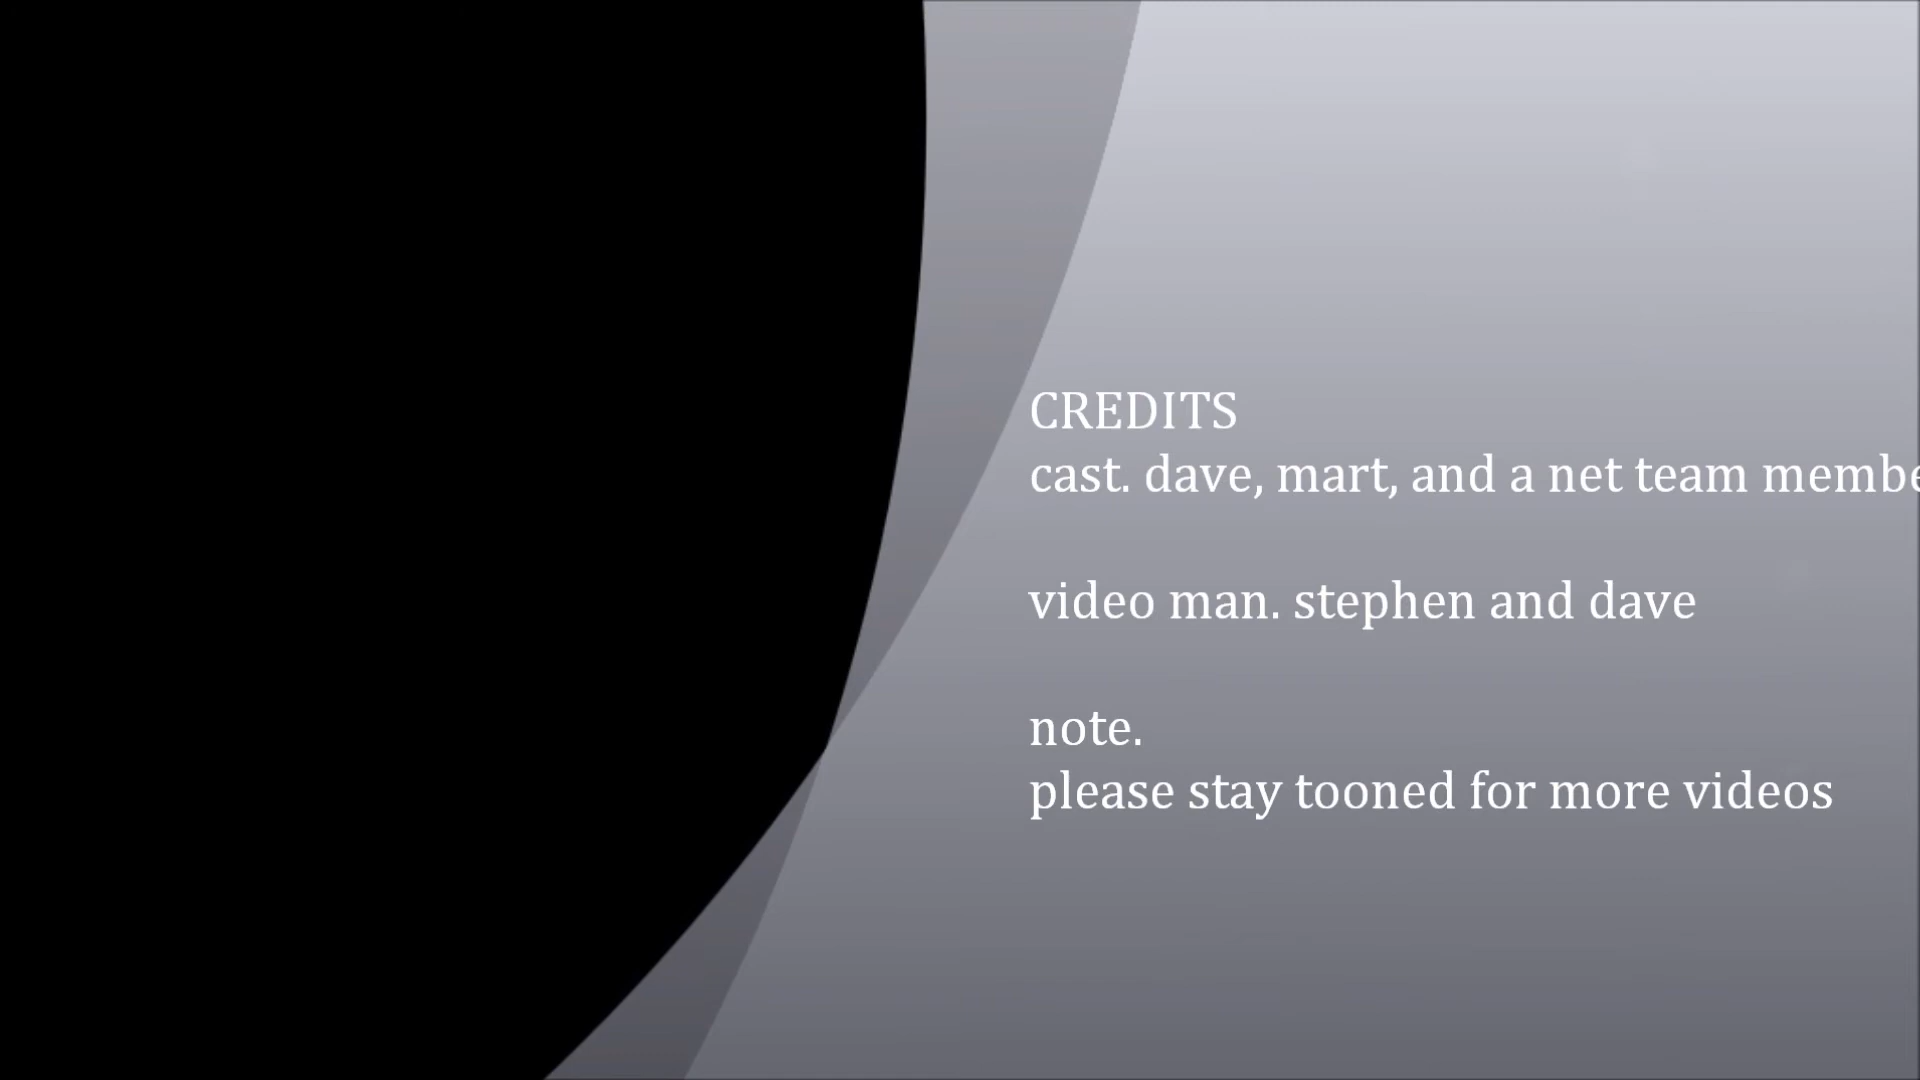 CREDITS
cast. dave, mart, and a net team membe
video man. stephen and dave
note.
please stay tooned for more videos